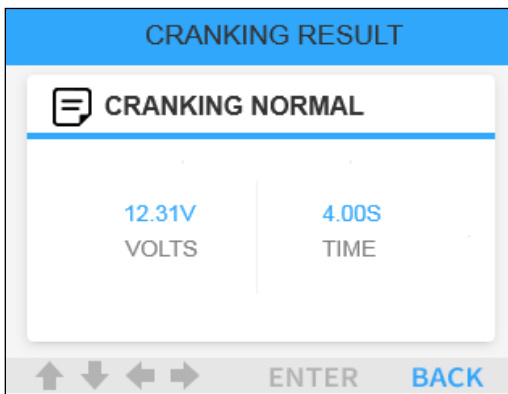 CRANKING RESULT
CRANKING NORMAL
12.31V 4.00S
VOLTS TIME
ENTER BACK